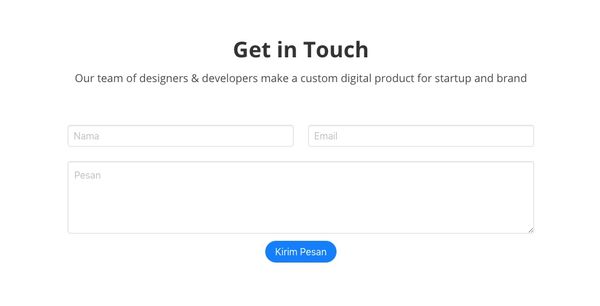 Get in Touch
Our team of designers & developers make a custom digital product for startup and brand
Nama
Email
Pesan
Kirim Pesan